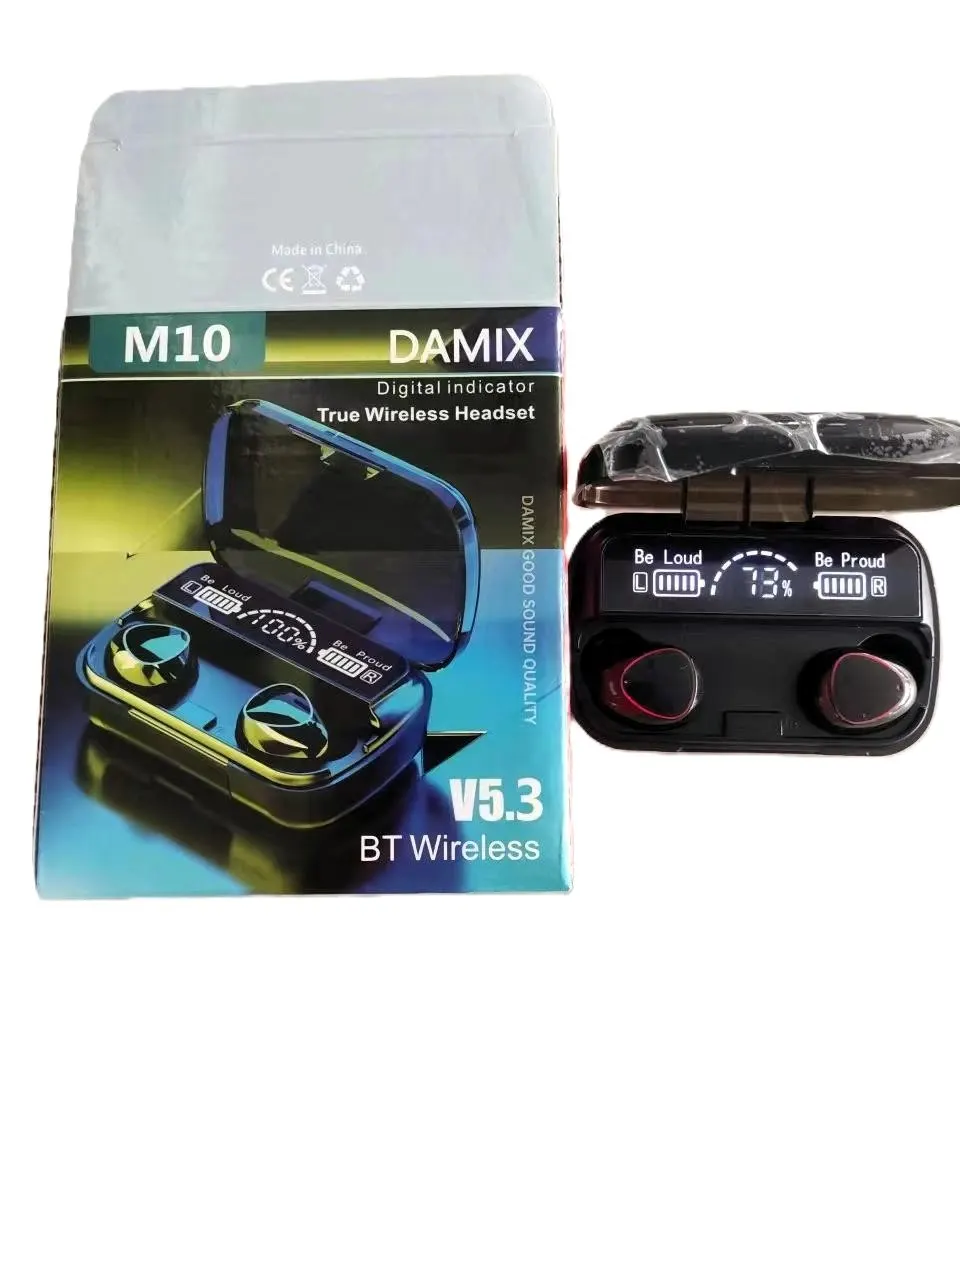 Made in China
CE
M10
DAMIX
Digital indicator
True Wireless Headset
DAMIX GOOD SOUND QUALITY
Be Loud
L
100%
Be Proud
R
V5.3
BT Wireless
Be Loud
Be Proud
L
73%
R